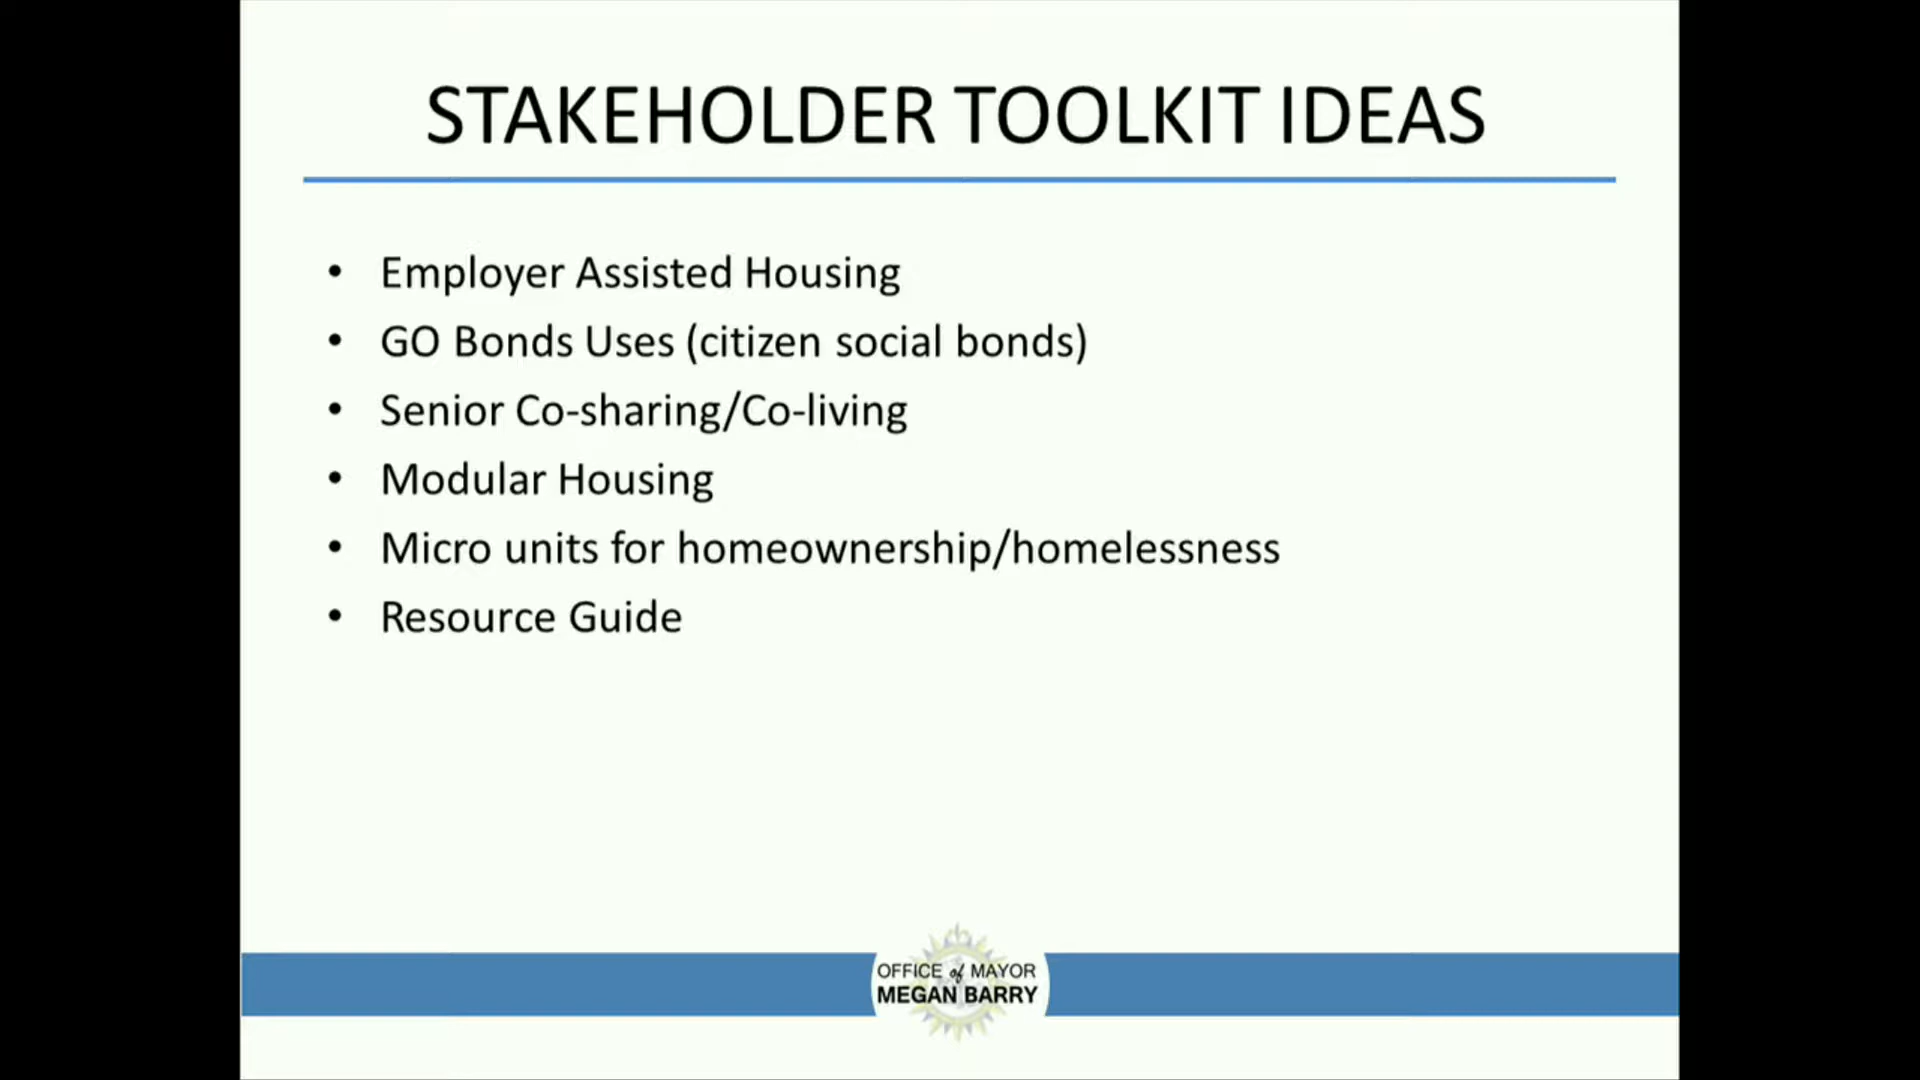 STAKEHOLDER TOOLKIT IDEAS
• Employer Assisted Housing
• GO Bonds Uses (citizen social bonds)
• Senior Co-sharing/Co-living
• Modular Housing
• Micro units for homeownership/homelessness
• Resource Guide
OFFICE of MAYOR
MEGAN BARRY